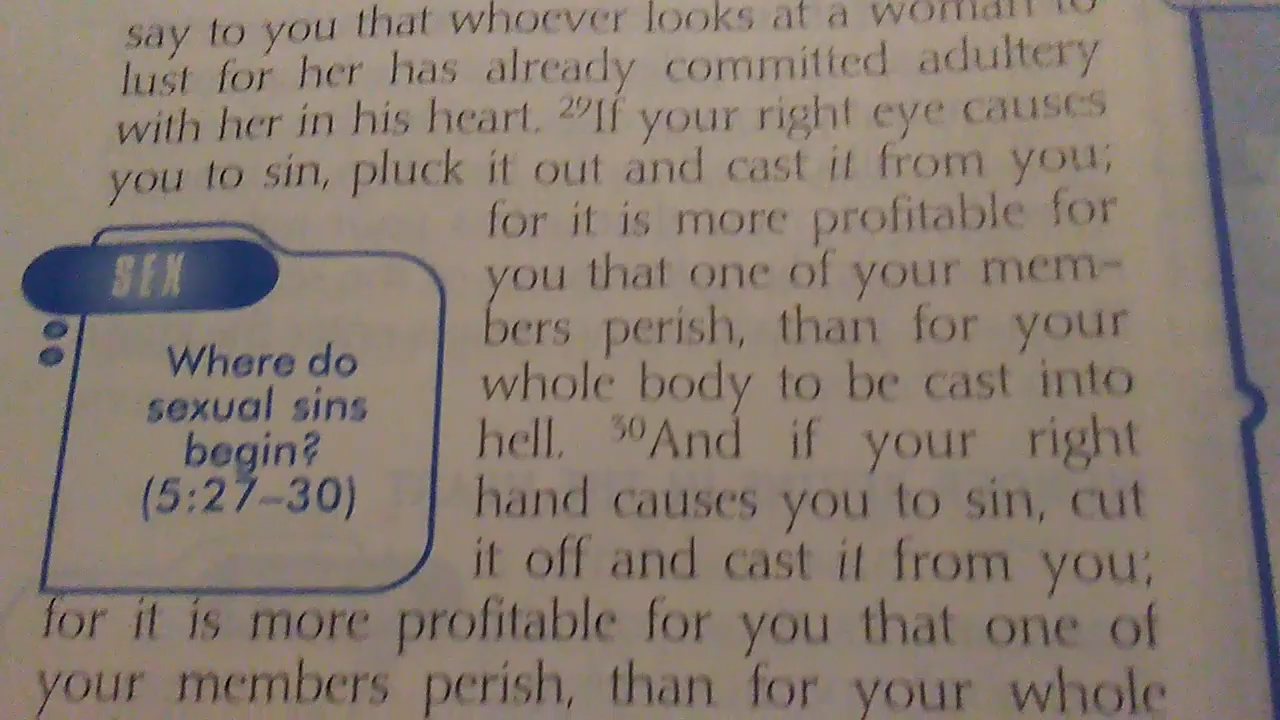 say to you that whoever looks at a woman to
lust for her has already committed adultery
with her in his heart. ²⁹If your right eye causes
you to sin, pluck it out and cast it from you;
for it is more profitable for
you that one of your mem-
bers perish, than for your
whole body to be cast into
hell. ³⁰And if your right
hand causes you to sin, cut
it off and cast it from you;
for it is more profitable for you that one of
your members perish, than for your whole
SEX
Where do
sexual sins
begin?
(5:27–30)